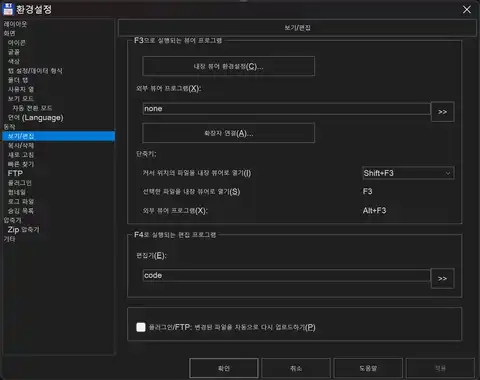 환경설정
레이아웃
화면
아이콘
글꼴
색상
탭 설정/데이터 형식
폴더 탭
사용자 열
보기 모드
자동 전환 모드
언어 (Language)
동작
보기/편집
복사/삭제
새로 고침
빠른 찾기
FTP
플러그인
썸네일
로그 파일
숨김 목록
압축기
Zip 압축기
기타
보기/편집
F3으로 실행되는 뷰어 프로그램
내장 뷰어 환경설정(C)...
외부 뷰어 프로그램(X):
none
>>
확장자 연결(A)...
단축키:
커서 위치의 파일을 내장 뷰어로 열기(I)
Shift+F3
선택한 파일을 내장 뷰어로 열기(S)
F3
외부 뷰어 프로그램(X):
Alt+F3
F4로 실행되는 편집 프로그램
편집기(E):
code
>>
플러그인/FTP: 변경된 파일을 자동으로 다시 업로드하기(P)
확인
취소
도움말
적용